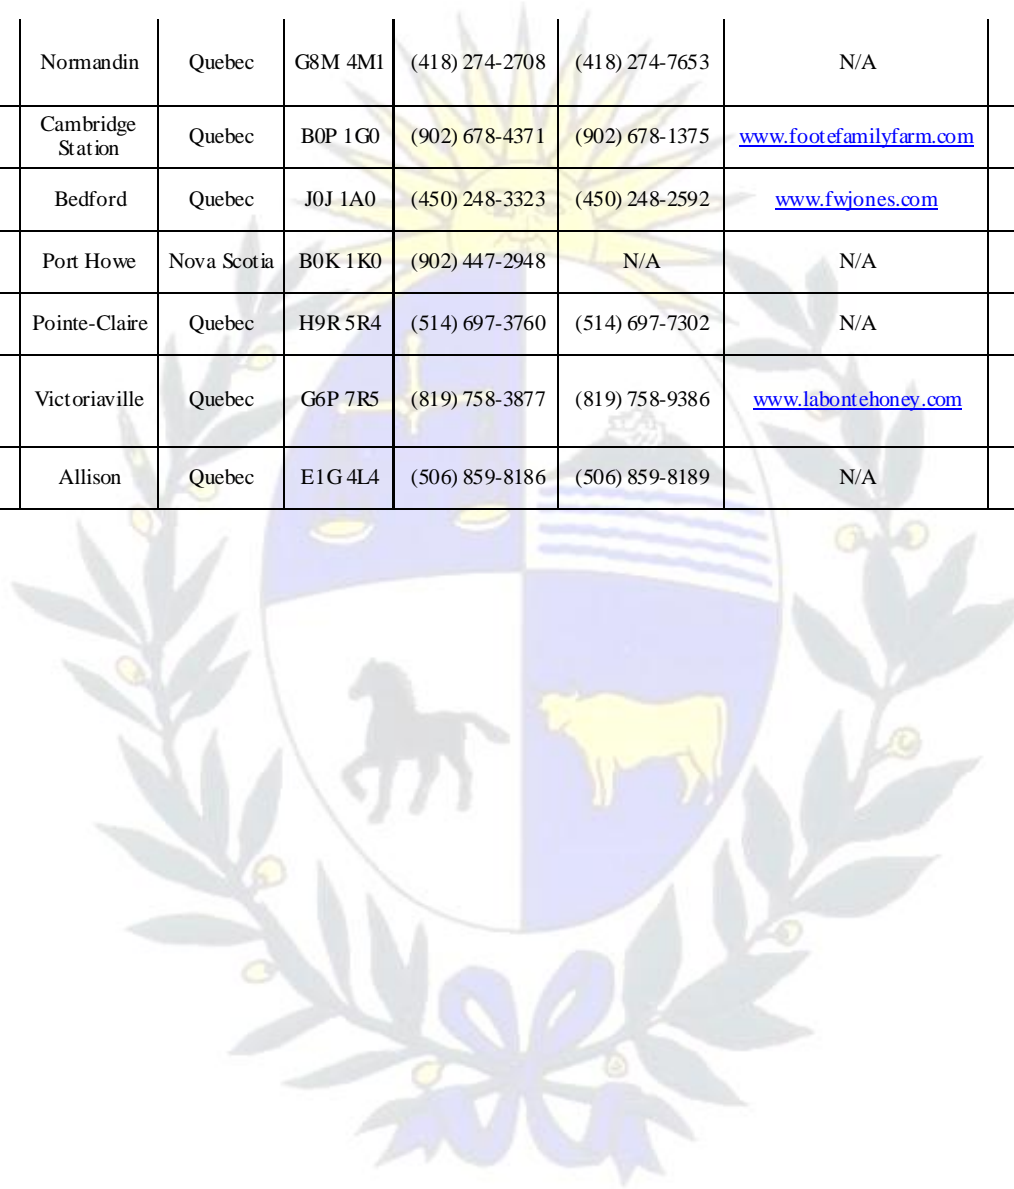 Normandin Quebec G8M 4M1 (418) 274-2708 (418) 274-7653 N/A
Cambridge Station Quebec B0P 1G0 (902) 678-4371 (902) 678-1375 www.footefamilyfarm.com
Bedford Quebec J0J 1A0 (450) 248-3323 (450) 248-2592 www.fwjones.com
Port Howe Nova Scotia B0K 1K0 (902) 447-2948 N/A N/A
Pointe-Claire Quebec H9R 5R4 (514) 697-3760 (514) 697-7302 N/A
Victoriaville Quebec G6P 7R5 (819) 758-3877 (819) 758-9386 www.labontehoney.com
Allison Quebec E1G 4L4 (506) 859-8186 (506) 859-8189 N/A